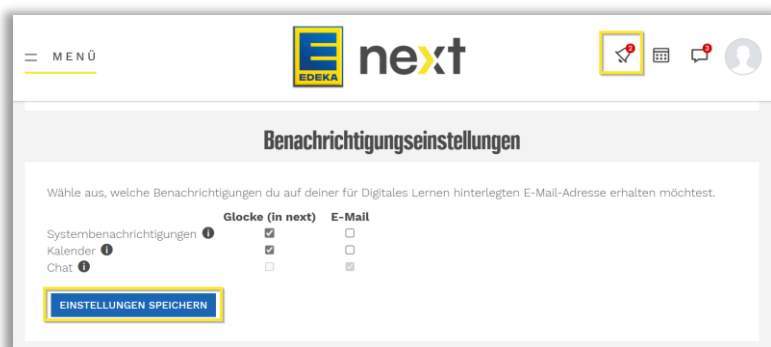 MENÜ
EDEKA
next
2
3
Benachrichtigungseinstellungen
Wähle aus, welche Benachrichtigungen du auf deiner für Digitales Lernen hinterlegten E-Mail-Adresse erhalten möchtest.
Glocke (in next) E-Mail
Systembenachrichtigungen i
Kalender i
Chat i
EINSTELLUNGEN SPEICHERN